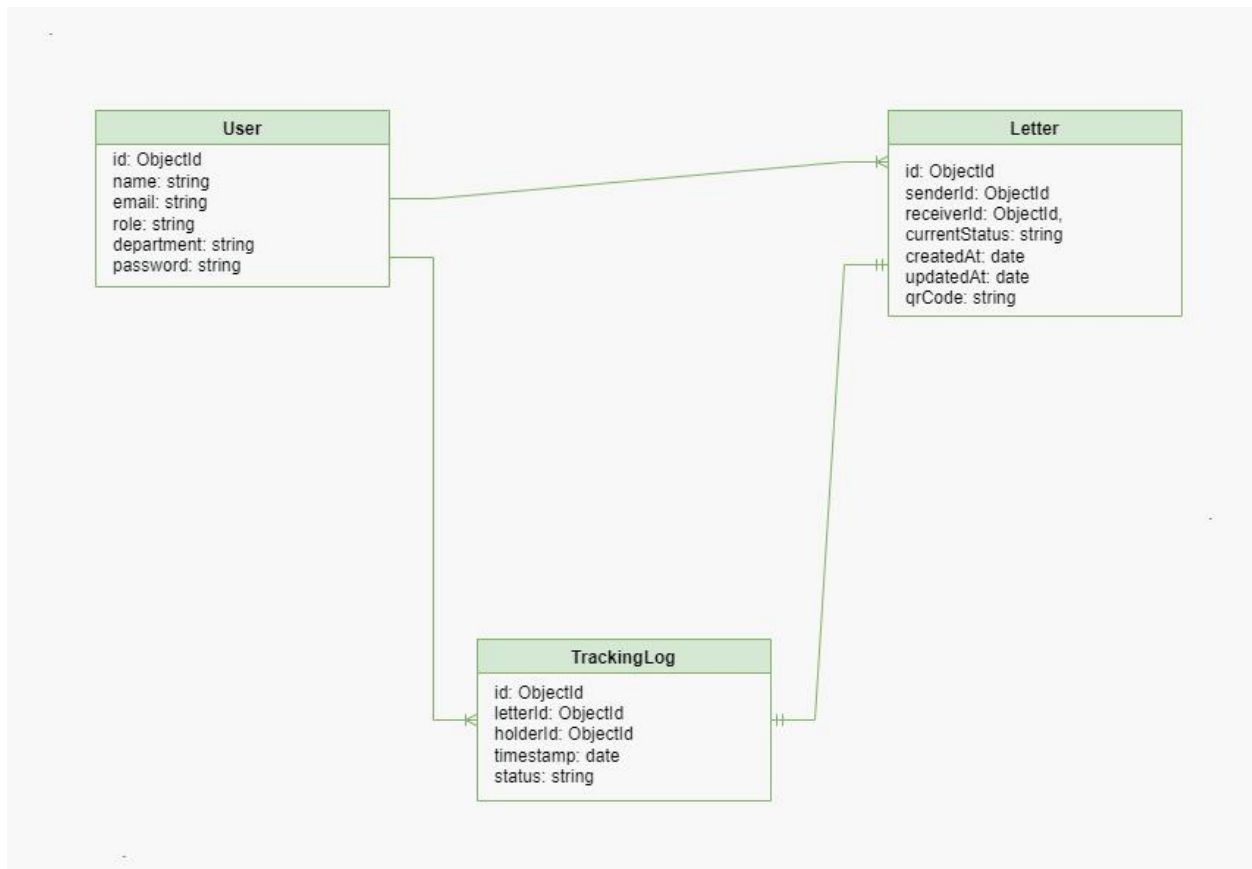 User
id: ObjectId
name: string
email: string
role: string
department: string
password: string
Letter
id: ObjectId
senderId: ObjectId
receiverId: ObjectId,
currentStatus: string
createdAt: date
updatedAt: date
qrCode: string
TrackingLog
id: ObjectId
letterId: ObjectId
holderId: ObjectId
timestamp: date
status: string